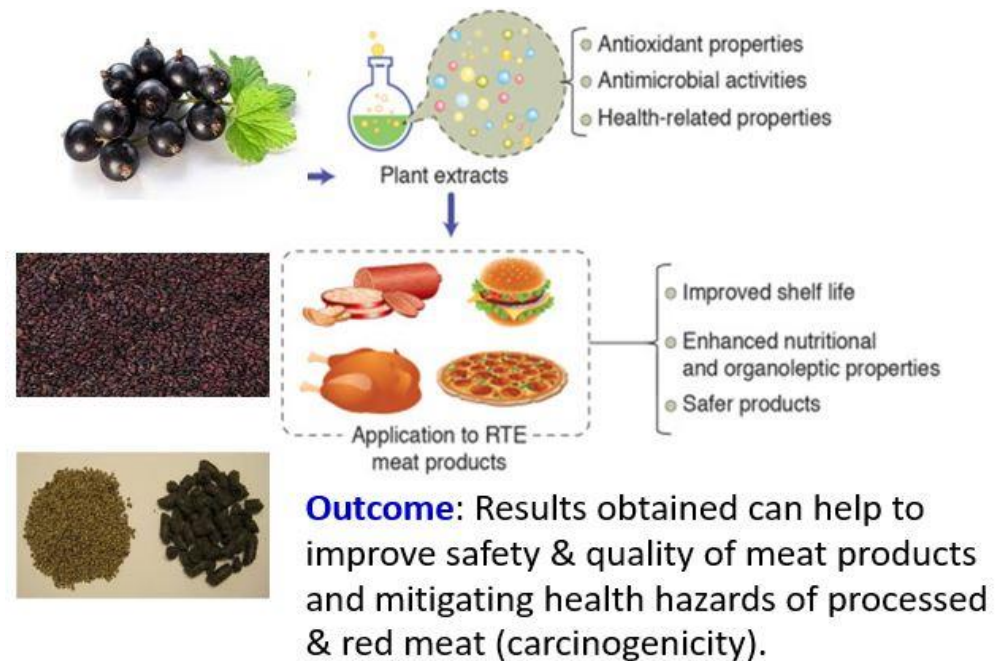 Antioxidant properties
Antimicrobial activities
Health-related properties
Plant extracts
Improved shelf life
Enhanced nutritional
and organoleptic properties
Safer products
Application to RTE
meat products
Outcome: Results obtained can help to
improve safety & quality of meat products
and mitigating health hazards of processed
& red meat (carcinogenicity).